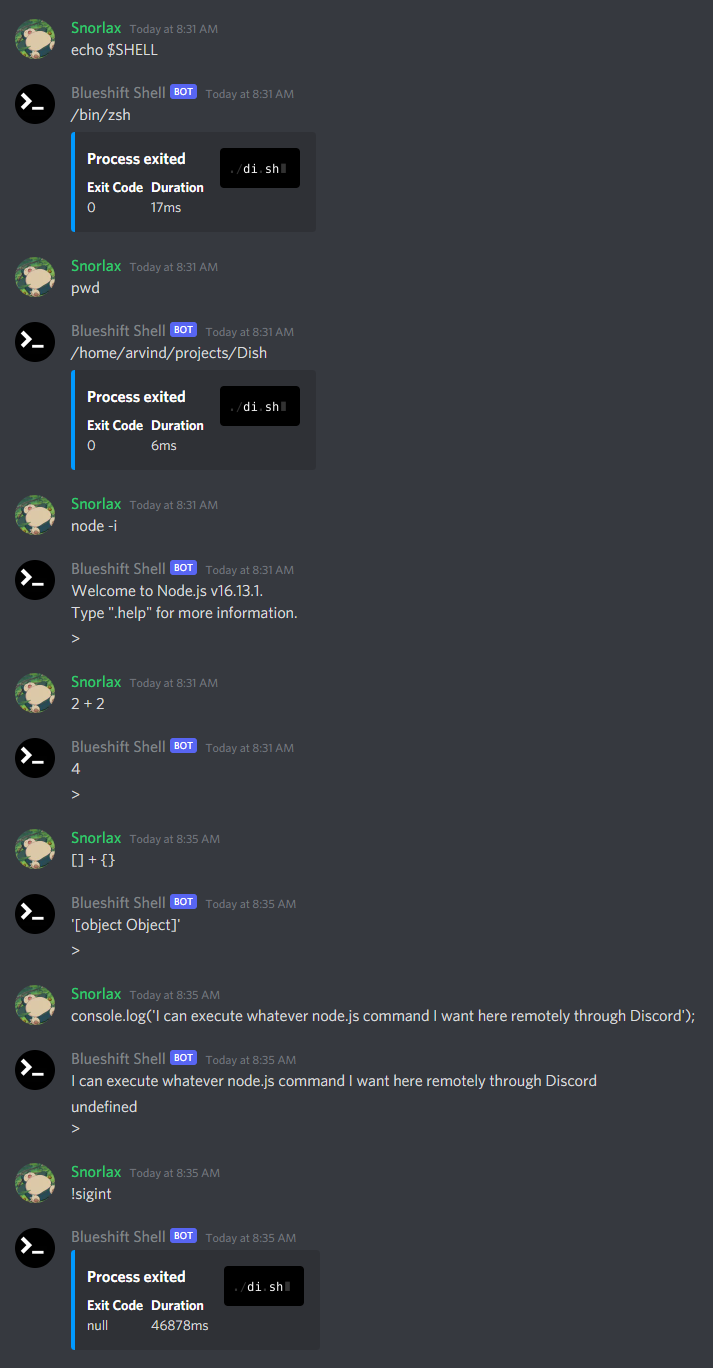 Snorlax Today at 8:31 AM
echo $SHELL
Blueshift Shell BOT Today at 8:31 AM
/bin/zsh
Process exited
./di.sh
Exit Code Duration
0 17ms
Snorlax Today at 8:31 AM
pwd
Blueshift Shell BOT Today at 8:31 AM
/home/arvind/projects/Dish
Process exited
./di.sh
Exit Code Duration
0 6ms
Snorlax Today at 8:31 AM
node -i
Blueshift Shell BOT Today at 8:31 AM
Welcome to Node.js v16.13.1.
Type ".help" for more information.
>
Snorlax Today at 8:31 AM
2 + 2
Blueshift Shell BOT Today at 8:31 AM
4
>
Snorlax Today at 8:35 AM
[] + {}
Blueshift Shell BOT Today at 8:35 AM
'[object Object]'
>
Snorlax Today at 8:35 AM
console.log('I can execute whatever node.js command I want here remotely through Discord');
Blueshift Shell BOT Today at 8:35 AM
I can execute whatever node.js command I want here remotely through Discord
undefined
>
Snorlax Today at 8:35 AM
!sigint
Blueshift Shell BOT Today at 8:35 AM
Process exited
./di.sh
Exit Code Duration
null 46878ms